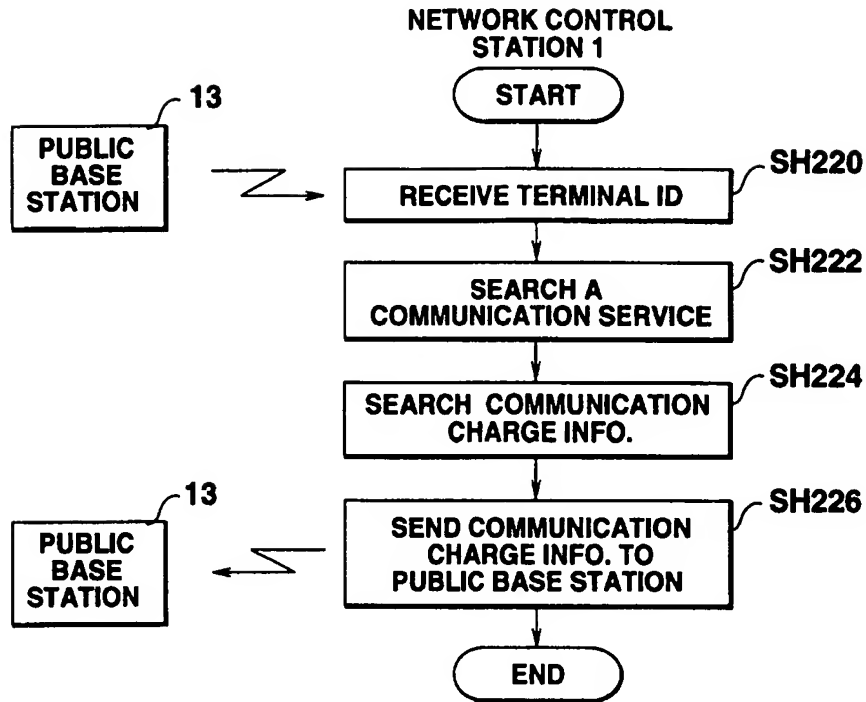 NETWORK CONTROL
STATION 1
START
13
PUBLIC
BASE
STATION
SH220
RECEIVE TERMINAL ID
SH222
SEARCH A
COMMUNICATION SERVICE
SH224
SEARCH COMMUNICATION
CHARGE INFO.
13
PUBLIC
BASE
STATION
SH226
SEND COMMUNICATION
CHARGE INFO. TO
PUBLIC BASE STATION
END